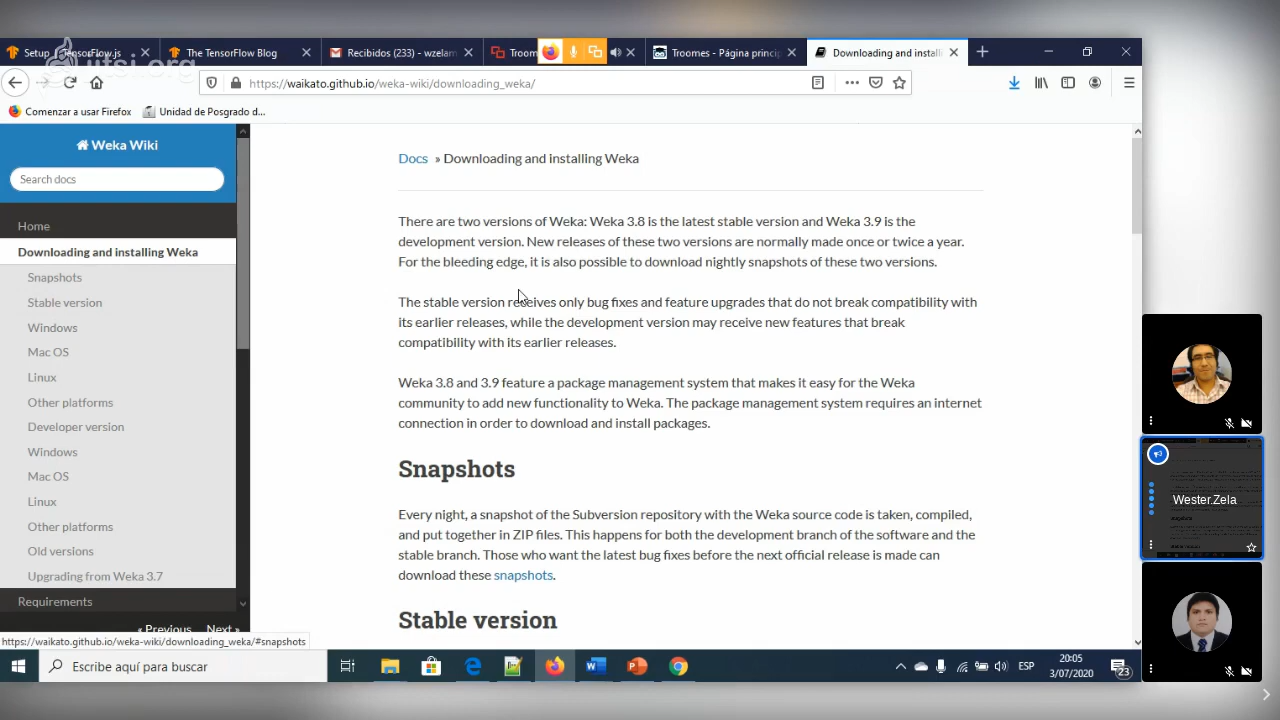 Setup
TensorFlow.js
The TensorFlow Blog
Recibidos (233) - wzelam
Troom
Troomes - Página princip
Downloading and installi
jitsi.org
https://waikato.github.io/weka-wiki/downloading_weka/
Comenzar a usar Firefox
Unidad de Posgrado d...
Weka Wiki
Search docs
Home
Downloading and installing Weka
Snapshots
Stable version
Windows
Mac OS
Linux
Other platforms
Developer version
Windows
Mac OS
Linux
Other platforms
Old versions
Upgrading from Weka 3.7
Requirements
« Previous Next »
https://waikato.github.io/weka-wiki/downloading_weka/#snapshots
Docs » Downloading and installing Weka
There are two versions of Weka: Weka 3.8 is the latest stable version and Weka 3.9 is the
development version. New releases of these two versions are normally made once or twice a year.
For the bleeding edge, it is also possible to download nightly snapshots of these two versions.
The stable version receives only bug fixes and feature upgrades that do not break compatibility with
its earlier releases, while the development version may receive new features that break
compatibility with its earlier releases.
Weka 3.8 and 3.9 feature a package management system that makes it easy for the Weka
community to add new functionality to Weka. The package management system requires an internet
connection in order to download and install packages.
Snapshots
Every night, a snapshot of the Subversion repository with the Weka source code is taken, compiled,
and put together in ZIP files. This happens for both the development branch of the software and the
stable branch. Those who want the latest bug fixes before the next official release is made can
download these snapshots.
Stable version
Wester.Zela
Escribe aquí para buscar
ESP
20:05
3/07/2020
23